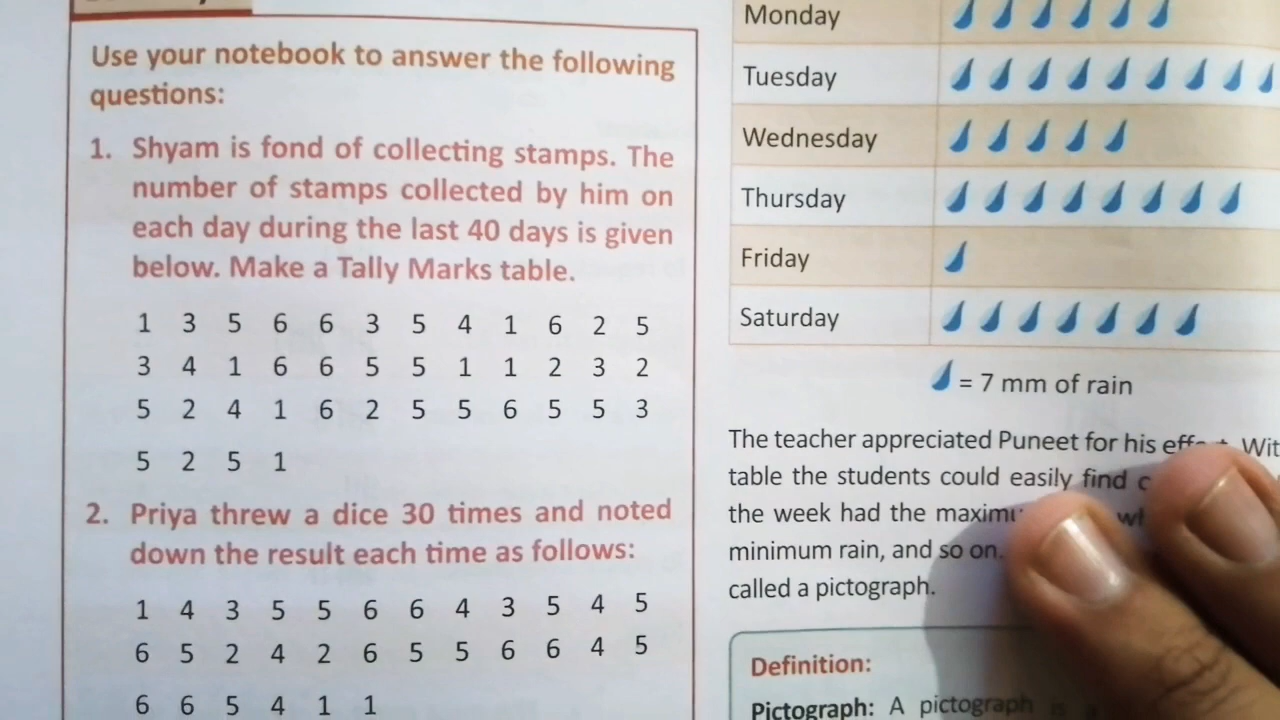 Use your notebook to answer the following
questions:
1. Shyam is fond of collecting stamps. The
number of stamps collected by him on
each day during the last 40 days is given
below. Make a Tally Marks table.
1 3 5 6 6 3 5 4 1 6 2 5
3 4 1 6 6 5 5 1 1 2 3 2
5 2 4 1 6 2 5 5 6 5 5 3
5 2 5 1
2. Priya threw a dice 30 times and noted
down the result each time as follows:
1 4 3 5 5 6 6 4 3 5 4 5
6 5 2 4 2 6 5 5 6 6 4 5
6 6 5 4 1 1
Monday
Tuesday
Wednesday
Thursday
Friday
Saturday
= 7 mm of rain
The teacher appreciated Puneet for his
table the students could easily find
the week had the
minimum rain, and so on.
called a pictograph.
Definition:
Pictograph: A pictograph